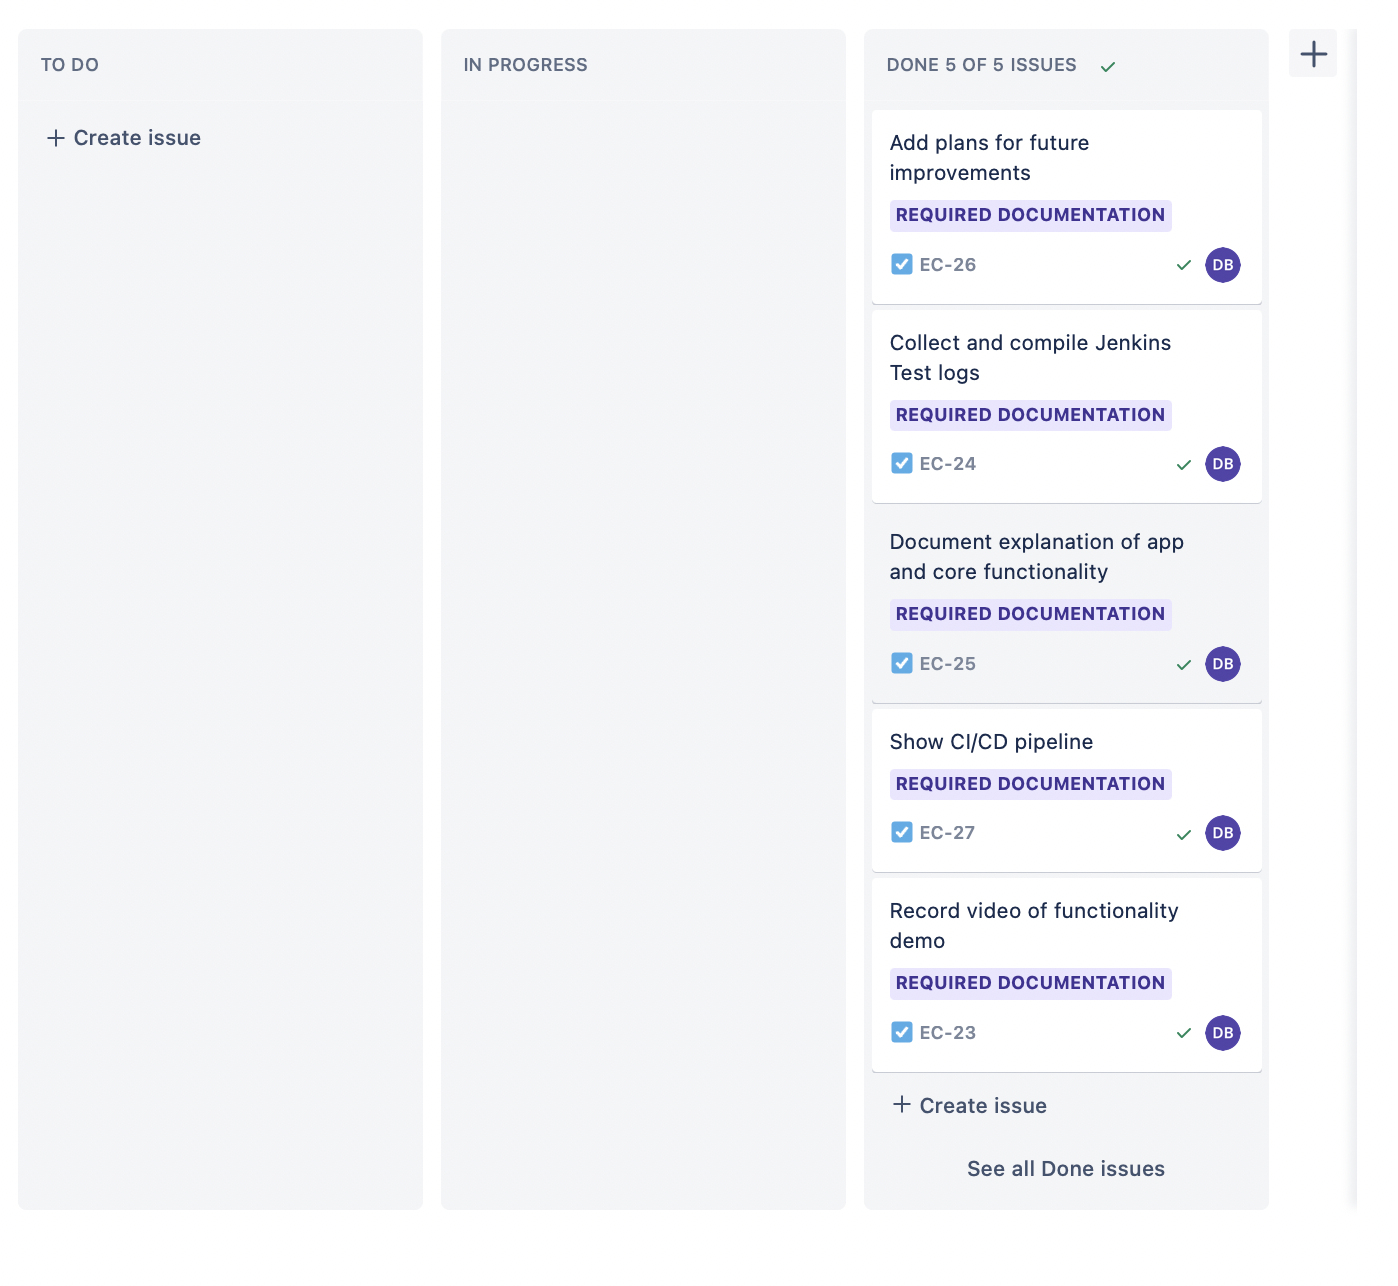 TO DO
+ Create issue
IN PROGRESS
DONE 5 OF 5 ISSUES
Add plans for future
improvements
REQUIRED DOCUMENTATION
EC-26
DB
Collect and compile Jenkins
Test logs
REQUIRED DOCUMENTATION
EC-24
DB
Document explanation of app
and core functionality
REQUIRED DOCUMENTATION
EC-25
DB
Show CI/CD pipeline
REQUIRED DOCUMENTATION
EC-27
DB
Record video of functionality
demo
REQUIRED DOCUMENTATION
EC-23
DB
+ Create issue
See all Done issues